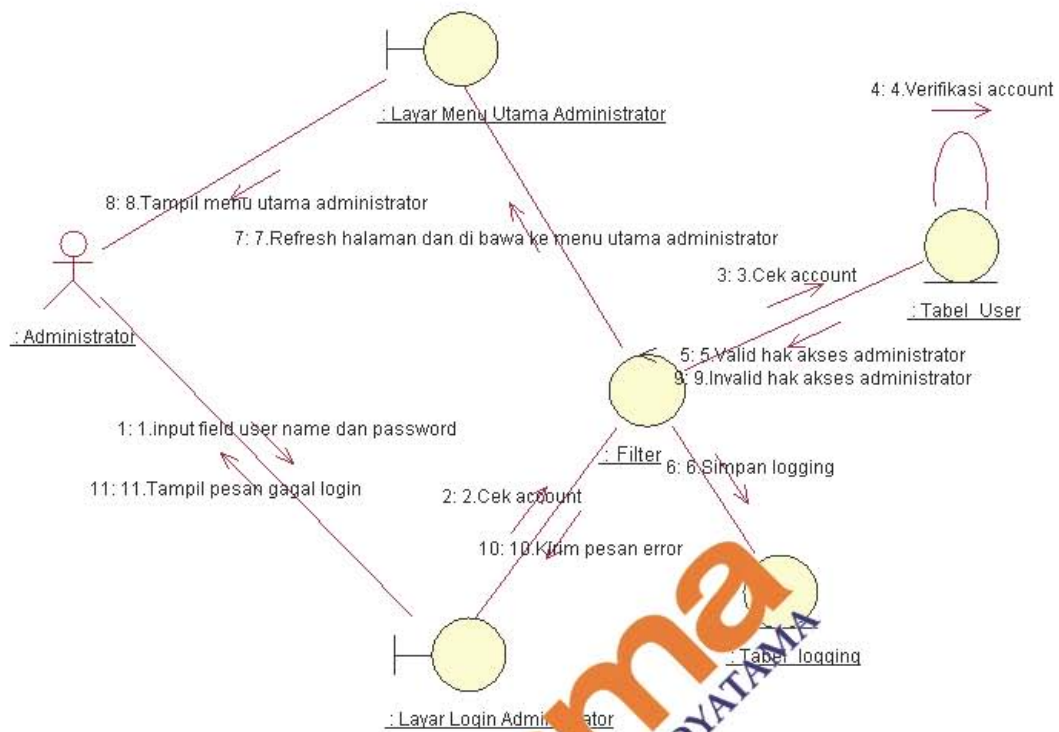 : Layar Menu Utama Administrator
4: 4.Verifikasi account
8: 8.Tampil menu utama administrator
7: 7.Refresh halaman dan di bawa ke menu utama administrator
3: 3.Cek account
: Tabel_User
: Administrator
5: 5.Valid hak akses administrator
9: 9.Invalid hak akses administrator
1: 1.input field user name dan password
: Filter
6: 6.Simpan logging
11: 11.Tampil pesan gagal login
2: 2.Cek account
10: 10.Kirim pesan error
: Tabel_logging
: Layar Login Administrator